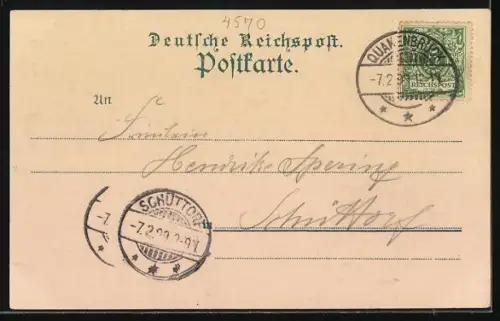 4570
Deutsche Reichspost.
Postkarte.
QUAKENBRÜCK
-7.2.99
REICHSPOST
An
Fräulein
Hendrike Spering
Schüttorf
SCHÜTTORF
-7.2.99
-7.